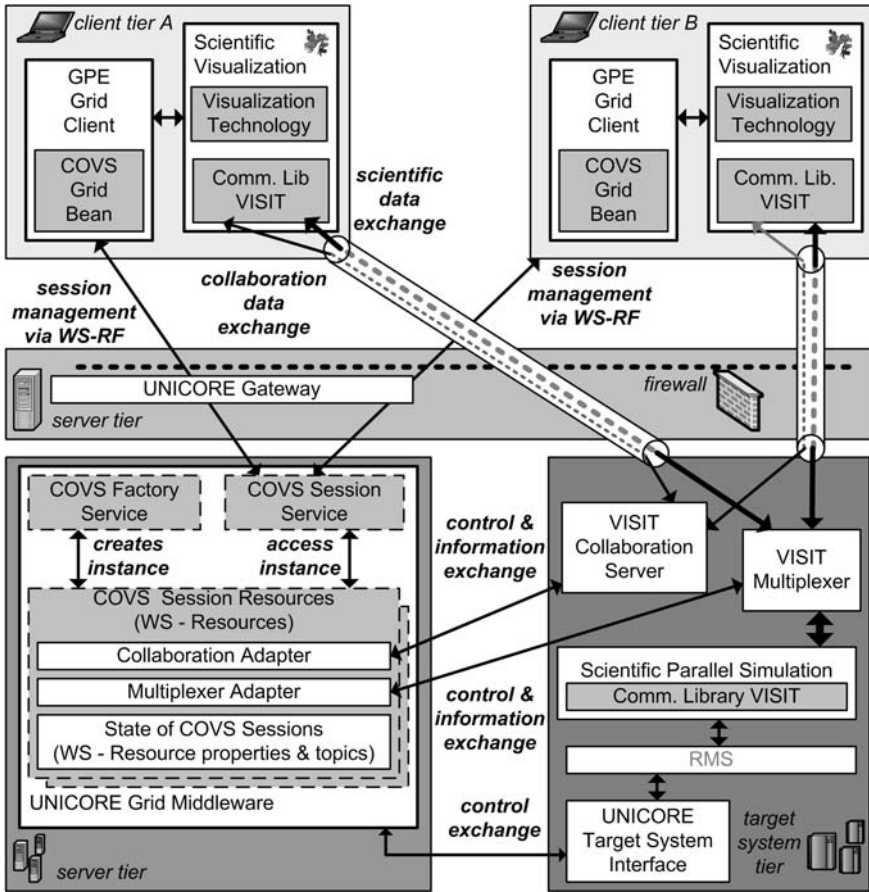 client tier A
GPE
Grid
Client
COVS
Grid
Bean
Scientific
Visualization
Visualization
Technology
Comm. Lib
VISIT
client tier B
GPE
Grid
Client
COVS
Grid
Bean
Scientific
Visualization
Visualization
Technology
Comm. Lib.
VISIT
scientific
data
exchange
collaboration
data
exchange
session
management
via WS-RF
session
management
via WS-RF
UNICORE Gateway
server tier
firewall
COVS Factory
Service
COVS Session
Service
creates
instance
access
instance
COVS Session Resources
(WS - Resources)
Collaboration Adapter
Multiplexer Adapter
State of COVS Sessions
(WS - Resource properties & topics)
UNICORE Grid Middleware
server tier
control &
information
exchange
control &
information
exchange
control
exchange
VISIT
Collaboration
Server
VISIT
Multiplexer
Scientific Parallel Simulation
Comm. Library VISIT
RMS
UNICORE
Target System
Interface
target
system
tier